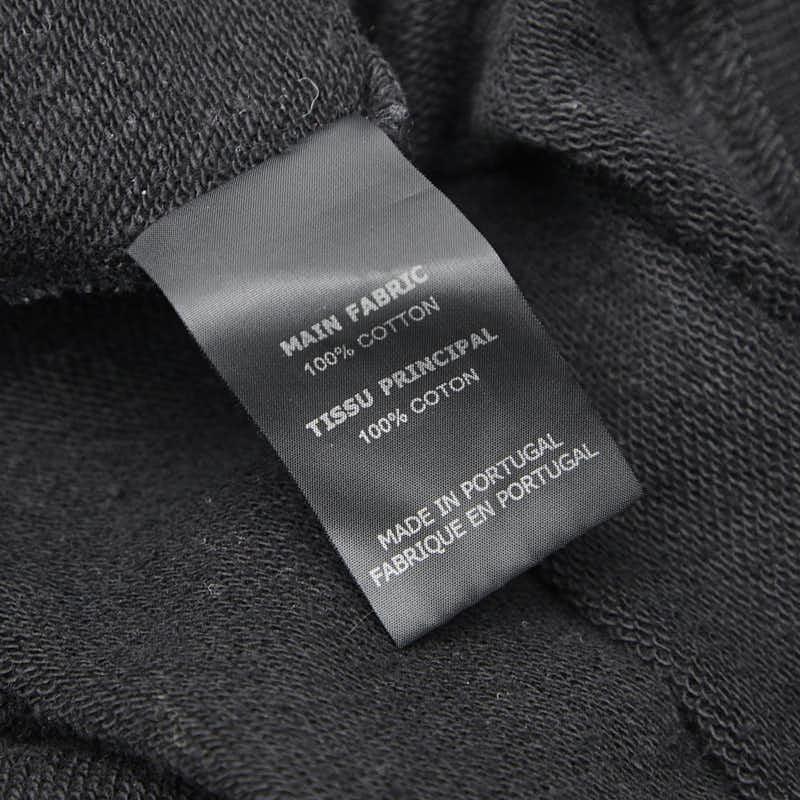 MAIN FABRIC
100% COTTON
TISSU PRINCIPAL
100% COTON
MADE IN PORTUGAL
FABRIQUE EN PORTUGAL